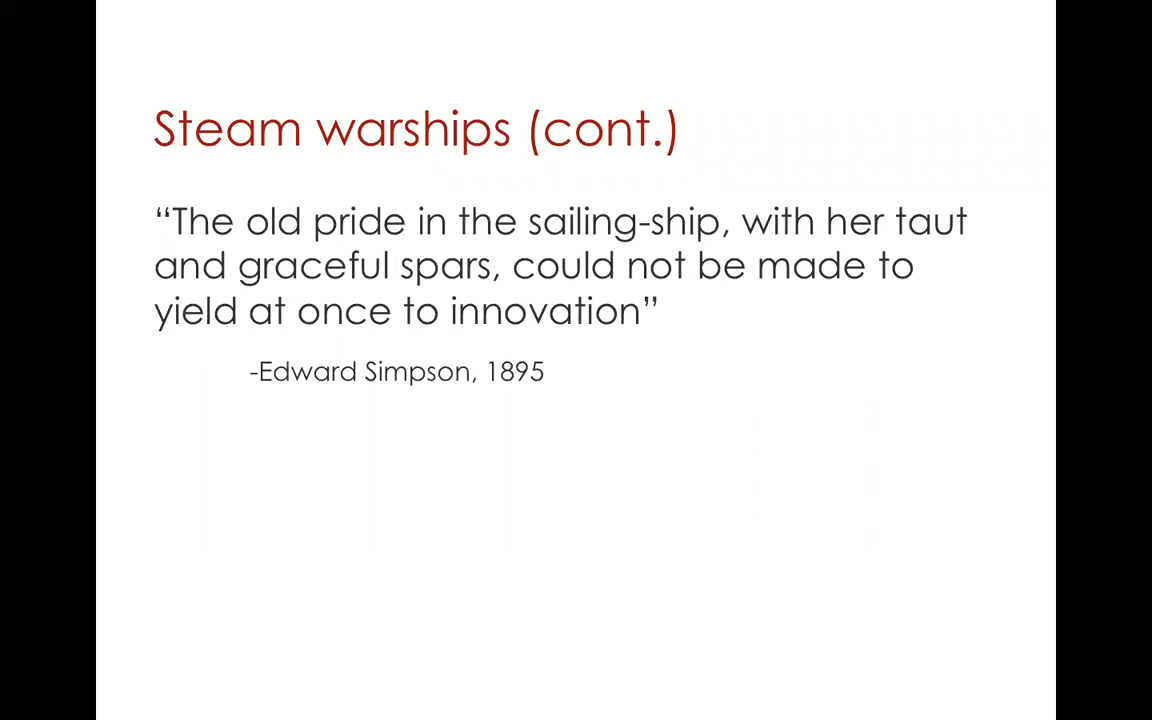 Steam warships (cont.)
“The old pride in the sailing-ship, with her taut
and graceful spars, could not be made to
yield at once to innovation”
-Edward Simpson, 1895